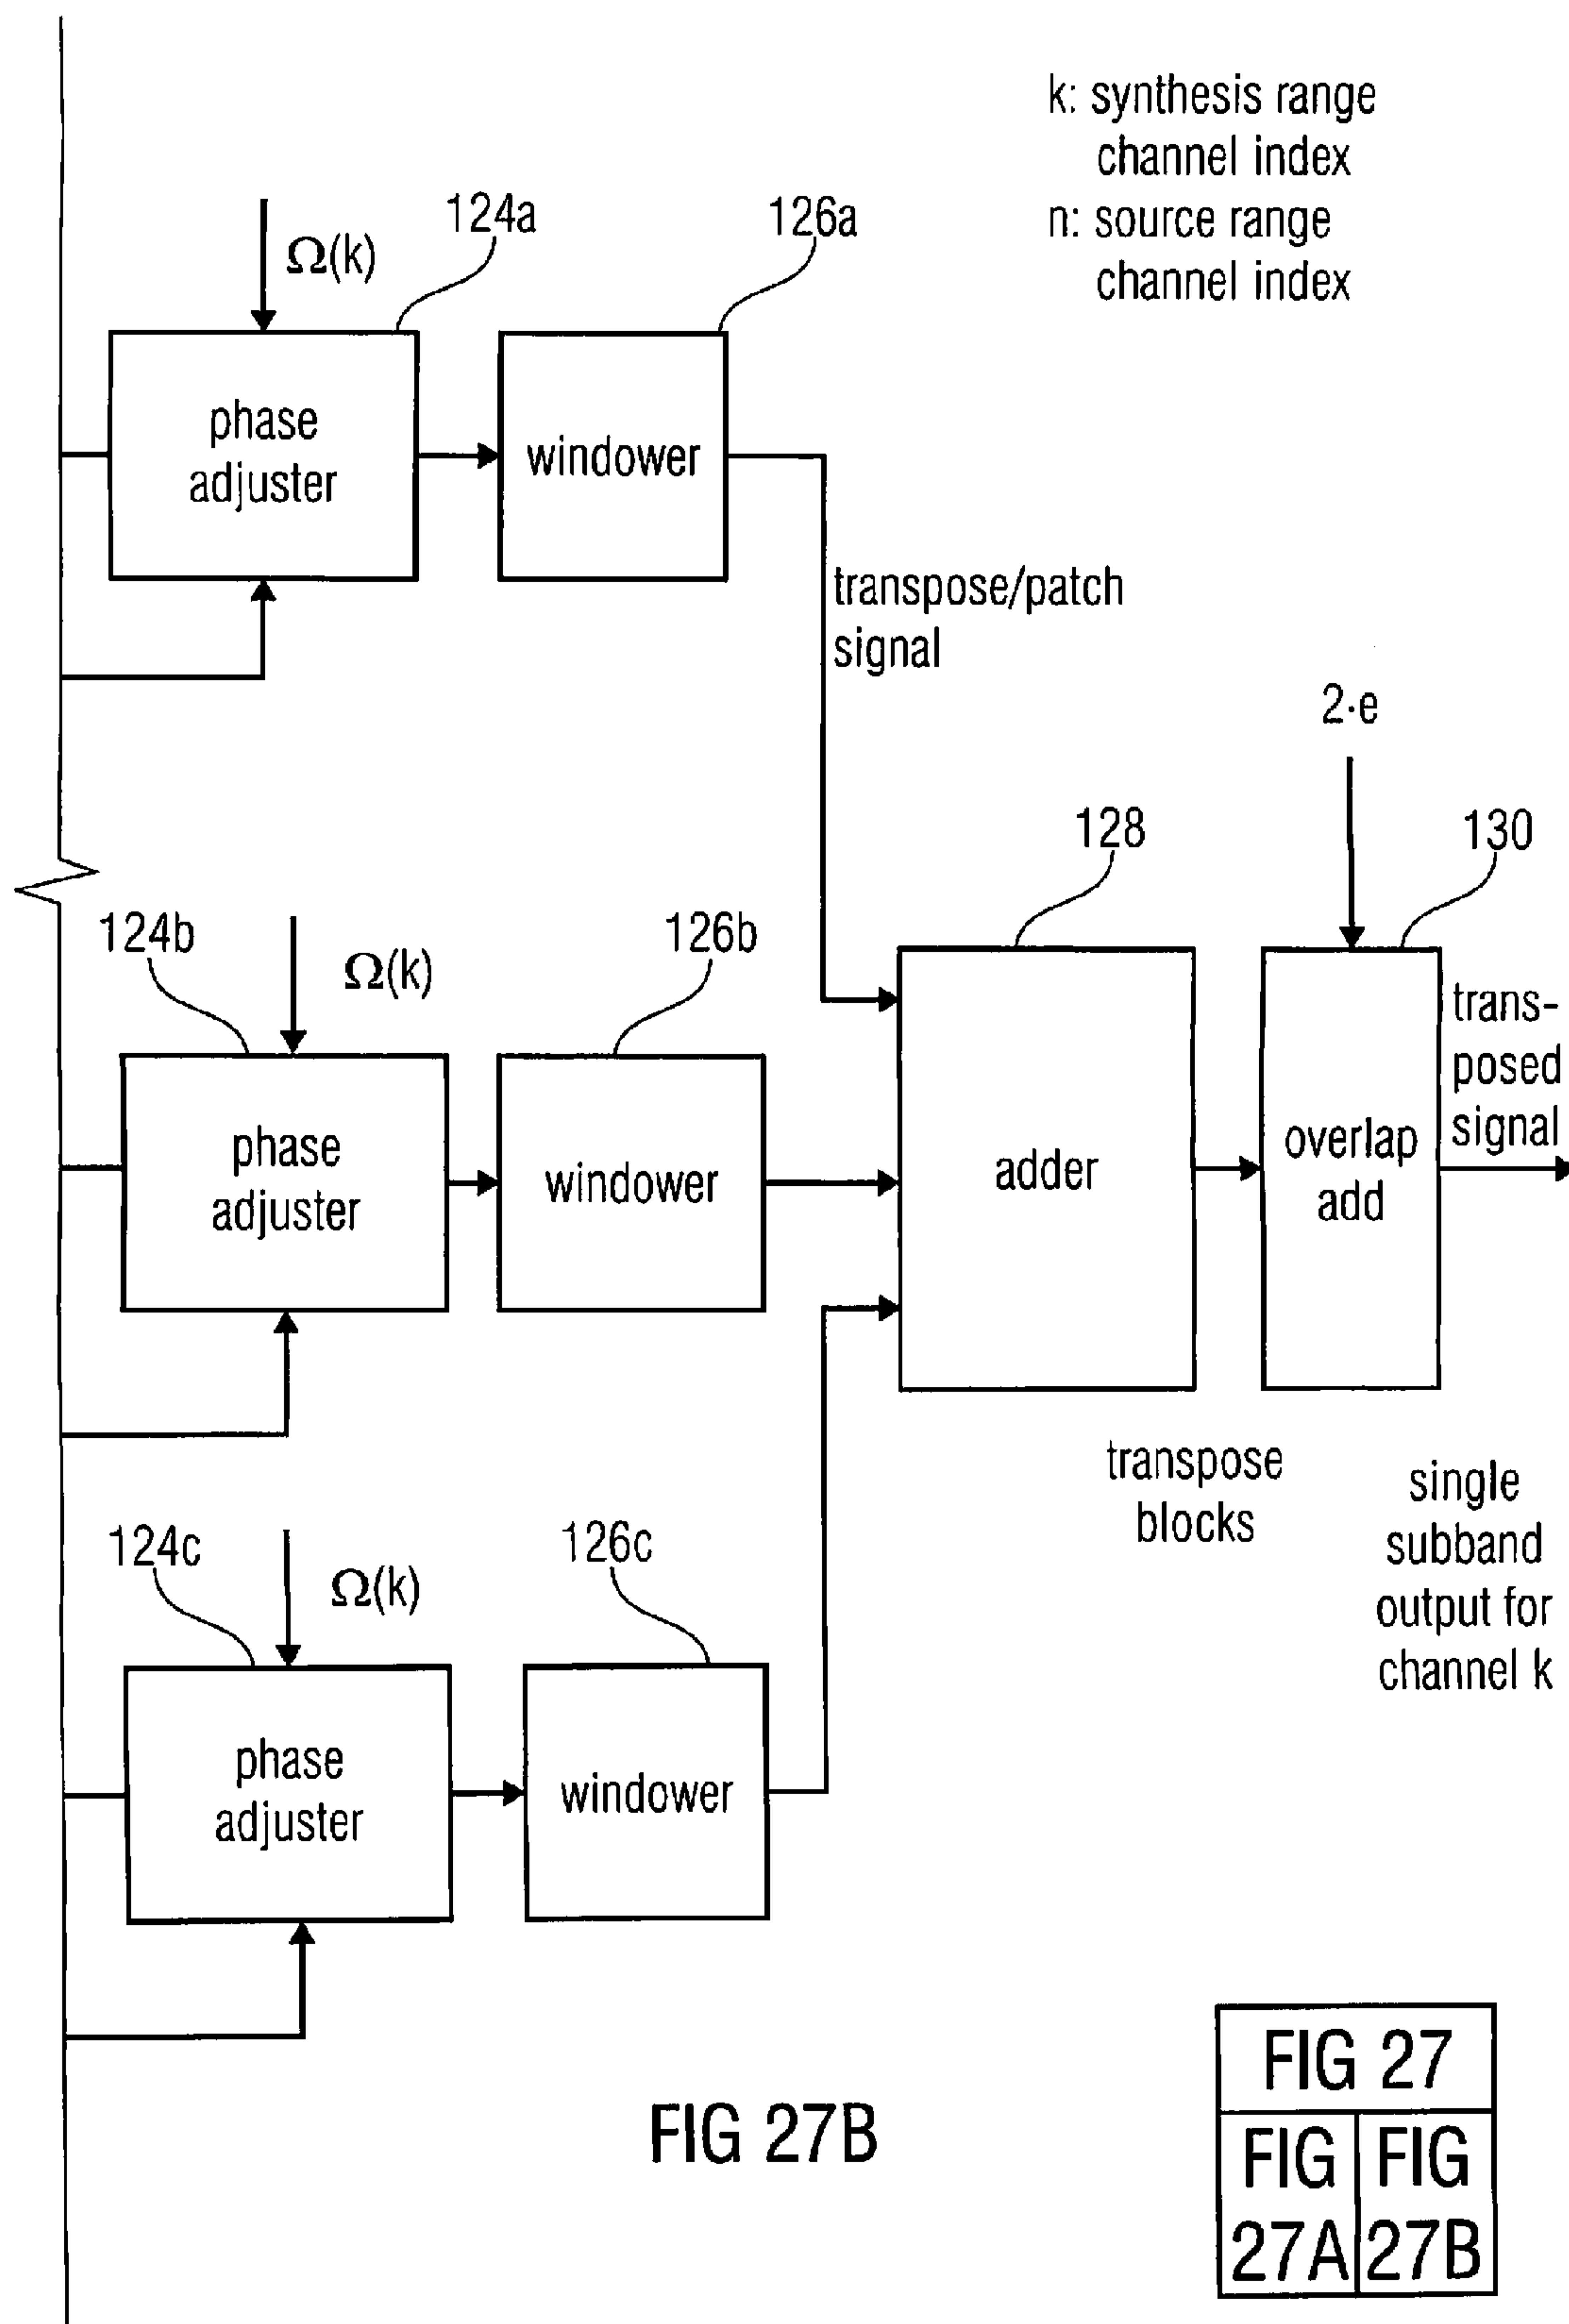 k: synthesis range
channel index
n: source range
channel index
124a
126a
Ω(k)
phase
adjuster
windower
transpose/patch
signal
2·e
128
130
124b
126b
Ω(k)
phase
adjuster
windower
adder
overlap
add
trans-
posed
signal
transpose
blocks
single
subband
output for
channel k
124c
126c
Ω(k)
phase
adjuster
windower
FIG 27B
FIG 27
FIG
27A
FIG
27B